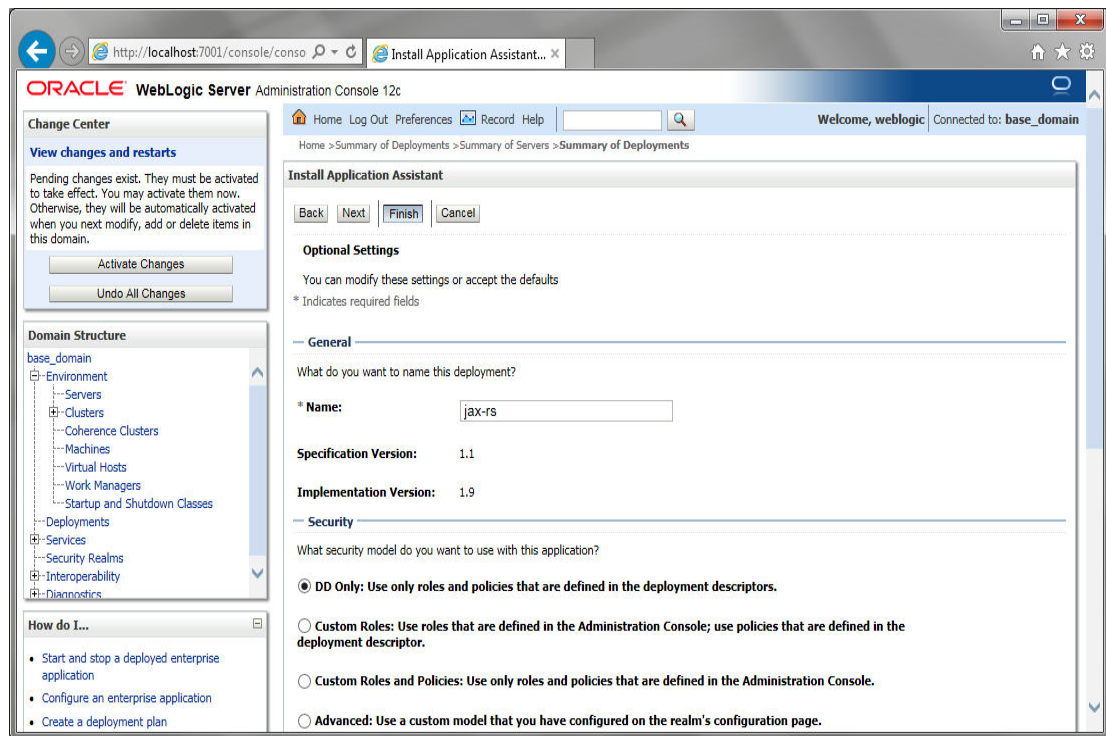 http://localhost:7001/console/conso
Install Application Assistant...
ORACLE WebLogic Server Administration Console 12c
Change Center
View changes and restarts
Pending changes exist. They must be activated
to take effect. You may activate them now.
Otherwise, they will be automatically activated
when you next modify, add or delete items in
this domain.
Activate Changes
Undo All Changes
Domain Structure
base_domain
Environment
Servers
Clusters
Coherence Clusters
Machines
Virtual Hosts
Work Managers
Startup and Shutdown Classes
Deployments
Services
Security Realms
Interoperability
Diagnostics
How do I...
Start and stop a deployed enterprise
application
Configure an enterprise application
Create a deployment plan
Home Log Out Preferences Record Help
Welcome, weblogic Connected to: base_domain
Home >Summary of Deployments >Summary of Servers >Summary of Deployments
Install Application Assistant
Back Next Finish Cancel
Optional Settings
You can modify these settings or accept the defaults
* Indicates required fields
General
What do you want to name this deployment?
* Name: jax-rs
Specification Version: 1.1
Implementation Version: 1.9
Security
What security model do you want to use with this application?
DD Only: Use only roles and policies that are defined in the deployment descriptors.
Custom Roles: Use roles that are defined in the Administration Console; use policies that are defined in the
deployment descriptor.
Custom Roles and Policies: Use only roles and policies that are defined in the Administration Console.
Advanced: Use a custom model that you have configured on the realm's configuration page.